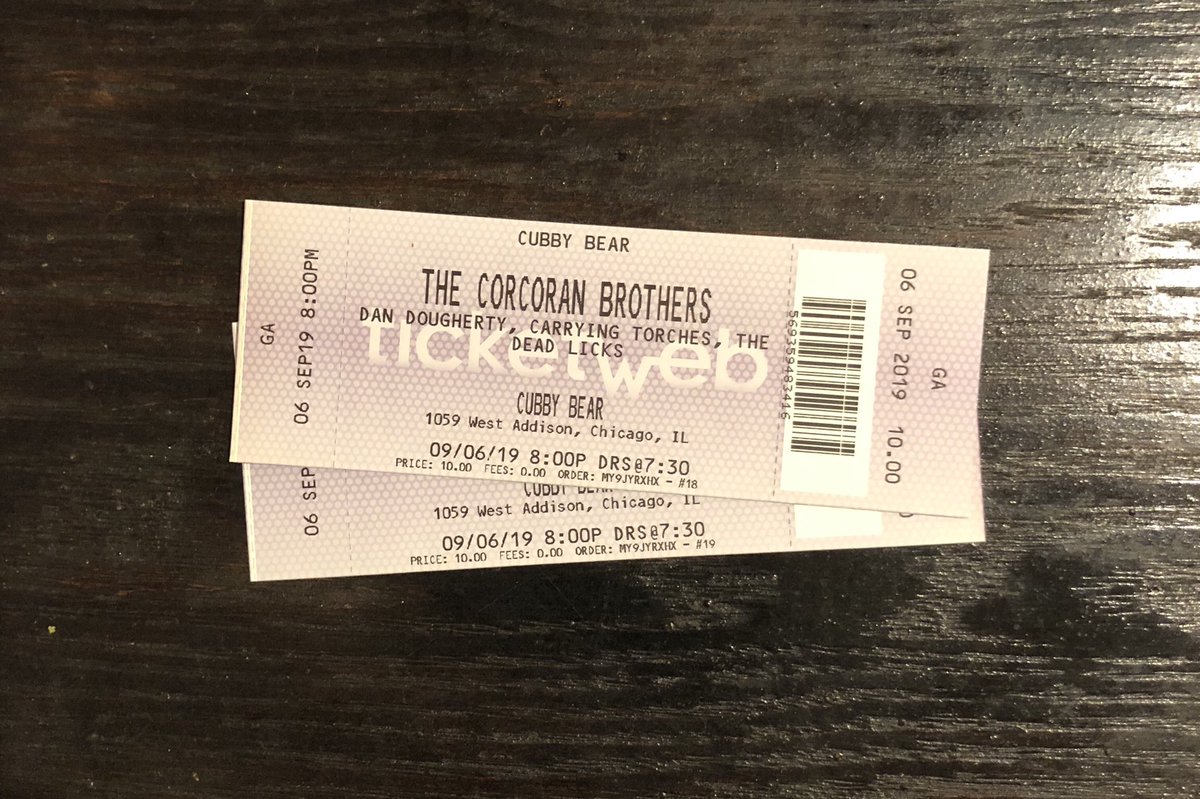 CUBBY BEAR
THE CORCORAN BROTHERS
DAN DOUGHERTY, CARRYING TORCHES, THE
DEAD LICKS
ticketweb
CUBBY BEAR
1059 West Addison, Chicago, IL
09/06/19 8:00P DRS@7:30
PRICE: 10.00 FEES: 0.00 ORDER: MY9JYRXHX - #18
GA
06 SEP19 8:00PM
569359483416
06 SEP 2019 10.00
GA
06 SEP
CUBBY BEAR
1059 West Addison, Chicago, IL
09/06/19 8:00P DRS@7:30
PRICE: 10.00 FEES: 0.00 ORDER: MY9JYRXHX - #19